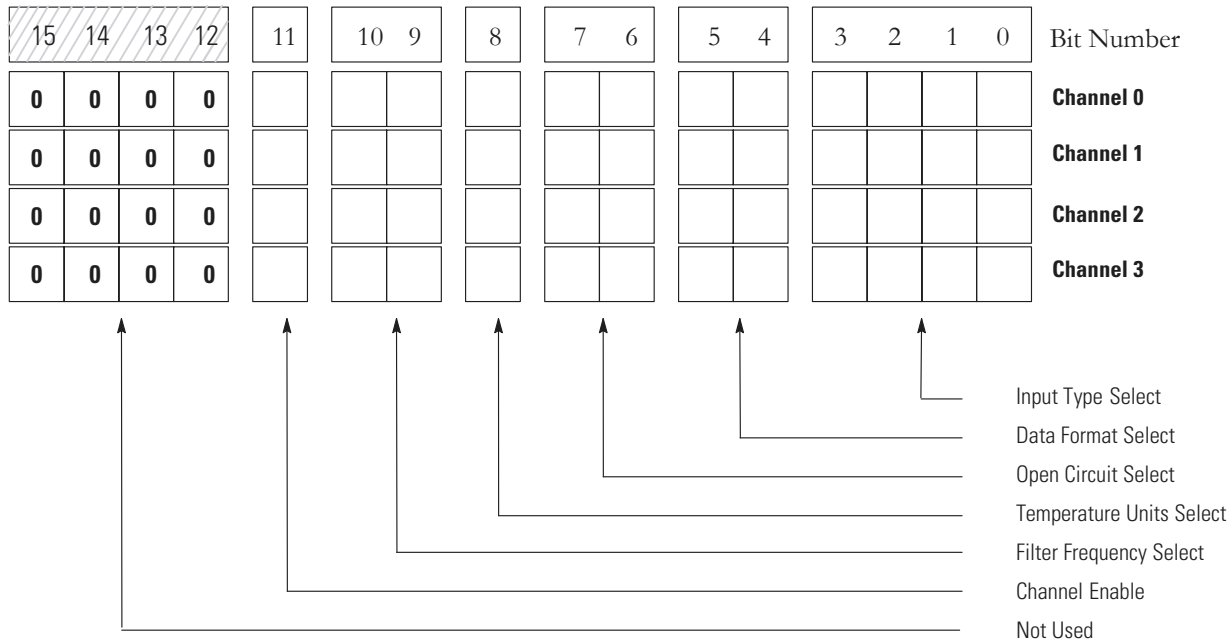 15 14 13 12 11 10 9 8 7 6 5 4 3 2 1 0 Bit Number
0 0 0 0 Channel 0
0 0 0 0 Channel 1
0 0 0 0 Channel 2
0 0 0 0 Channel 3
Input Type Select
Data Format Select
Open Circuit Select
Temperature Units Select
Filter Frequency Select
Channel Enable
Not Used